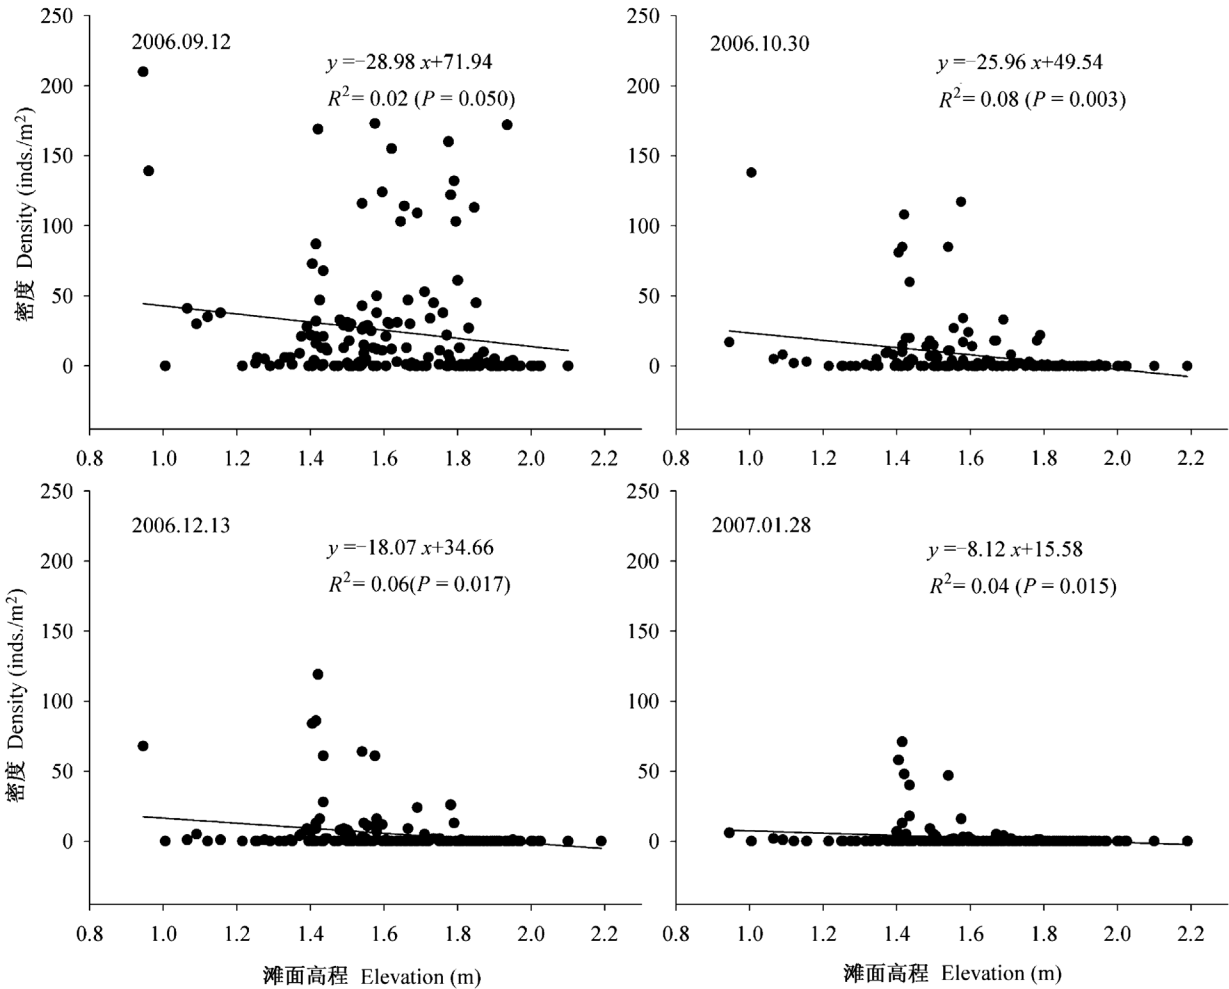 250
200
150
100
50
0
密度 Density (inds./m²)
2006.09.12
y =−28.98 x+71.94
R²= 0.02 (P = 0.050)
0.8 1.0 1.2 1.4 1.6 1.8 2.0 2.2
250
200
150
100
50
0
2006.10.30
y =−25.96 x+49.54
R²= 0.08 (P = 0.003)
0.8 1.0 1.2 1.4 1.6 1.8 2.0 2.2
250
200
150
100
50
0
密度 Density (inds./m²)
2006.12.13
y =−18.07 x+34.66
R²= 0.06(P = 0.017)
0.8 1.0 1.2 1.4 1.6 1.8 2.0 2.2
滩面高程 Elevation (m)
250
200
150
100
50
0
2007.01.28
y =−8.12 x+15.58
R²= 0.04 (P = 0.015)
0.8 1.0 1.2 1.4 1.6 1.8 2.0 2.2
滩面高程 Elevation (m)